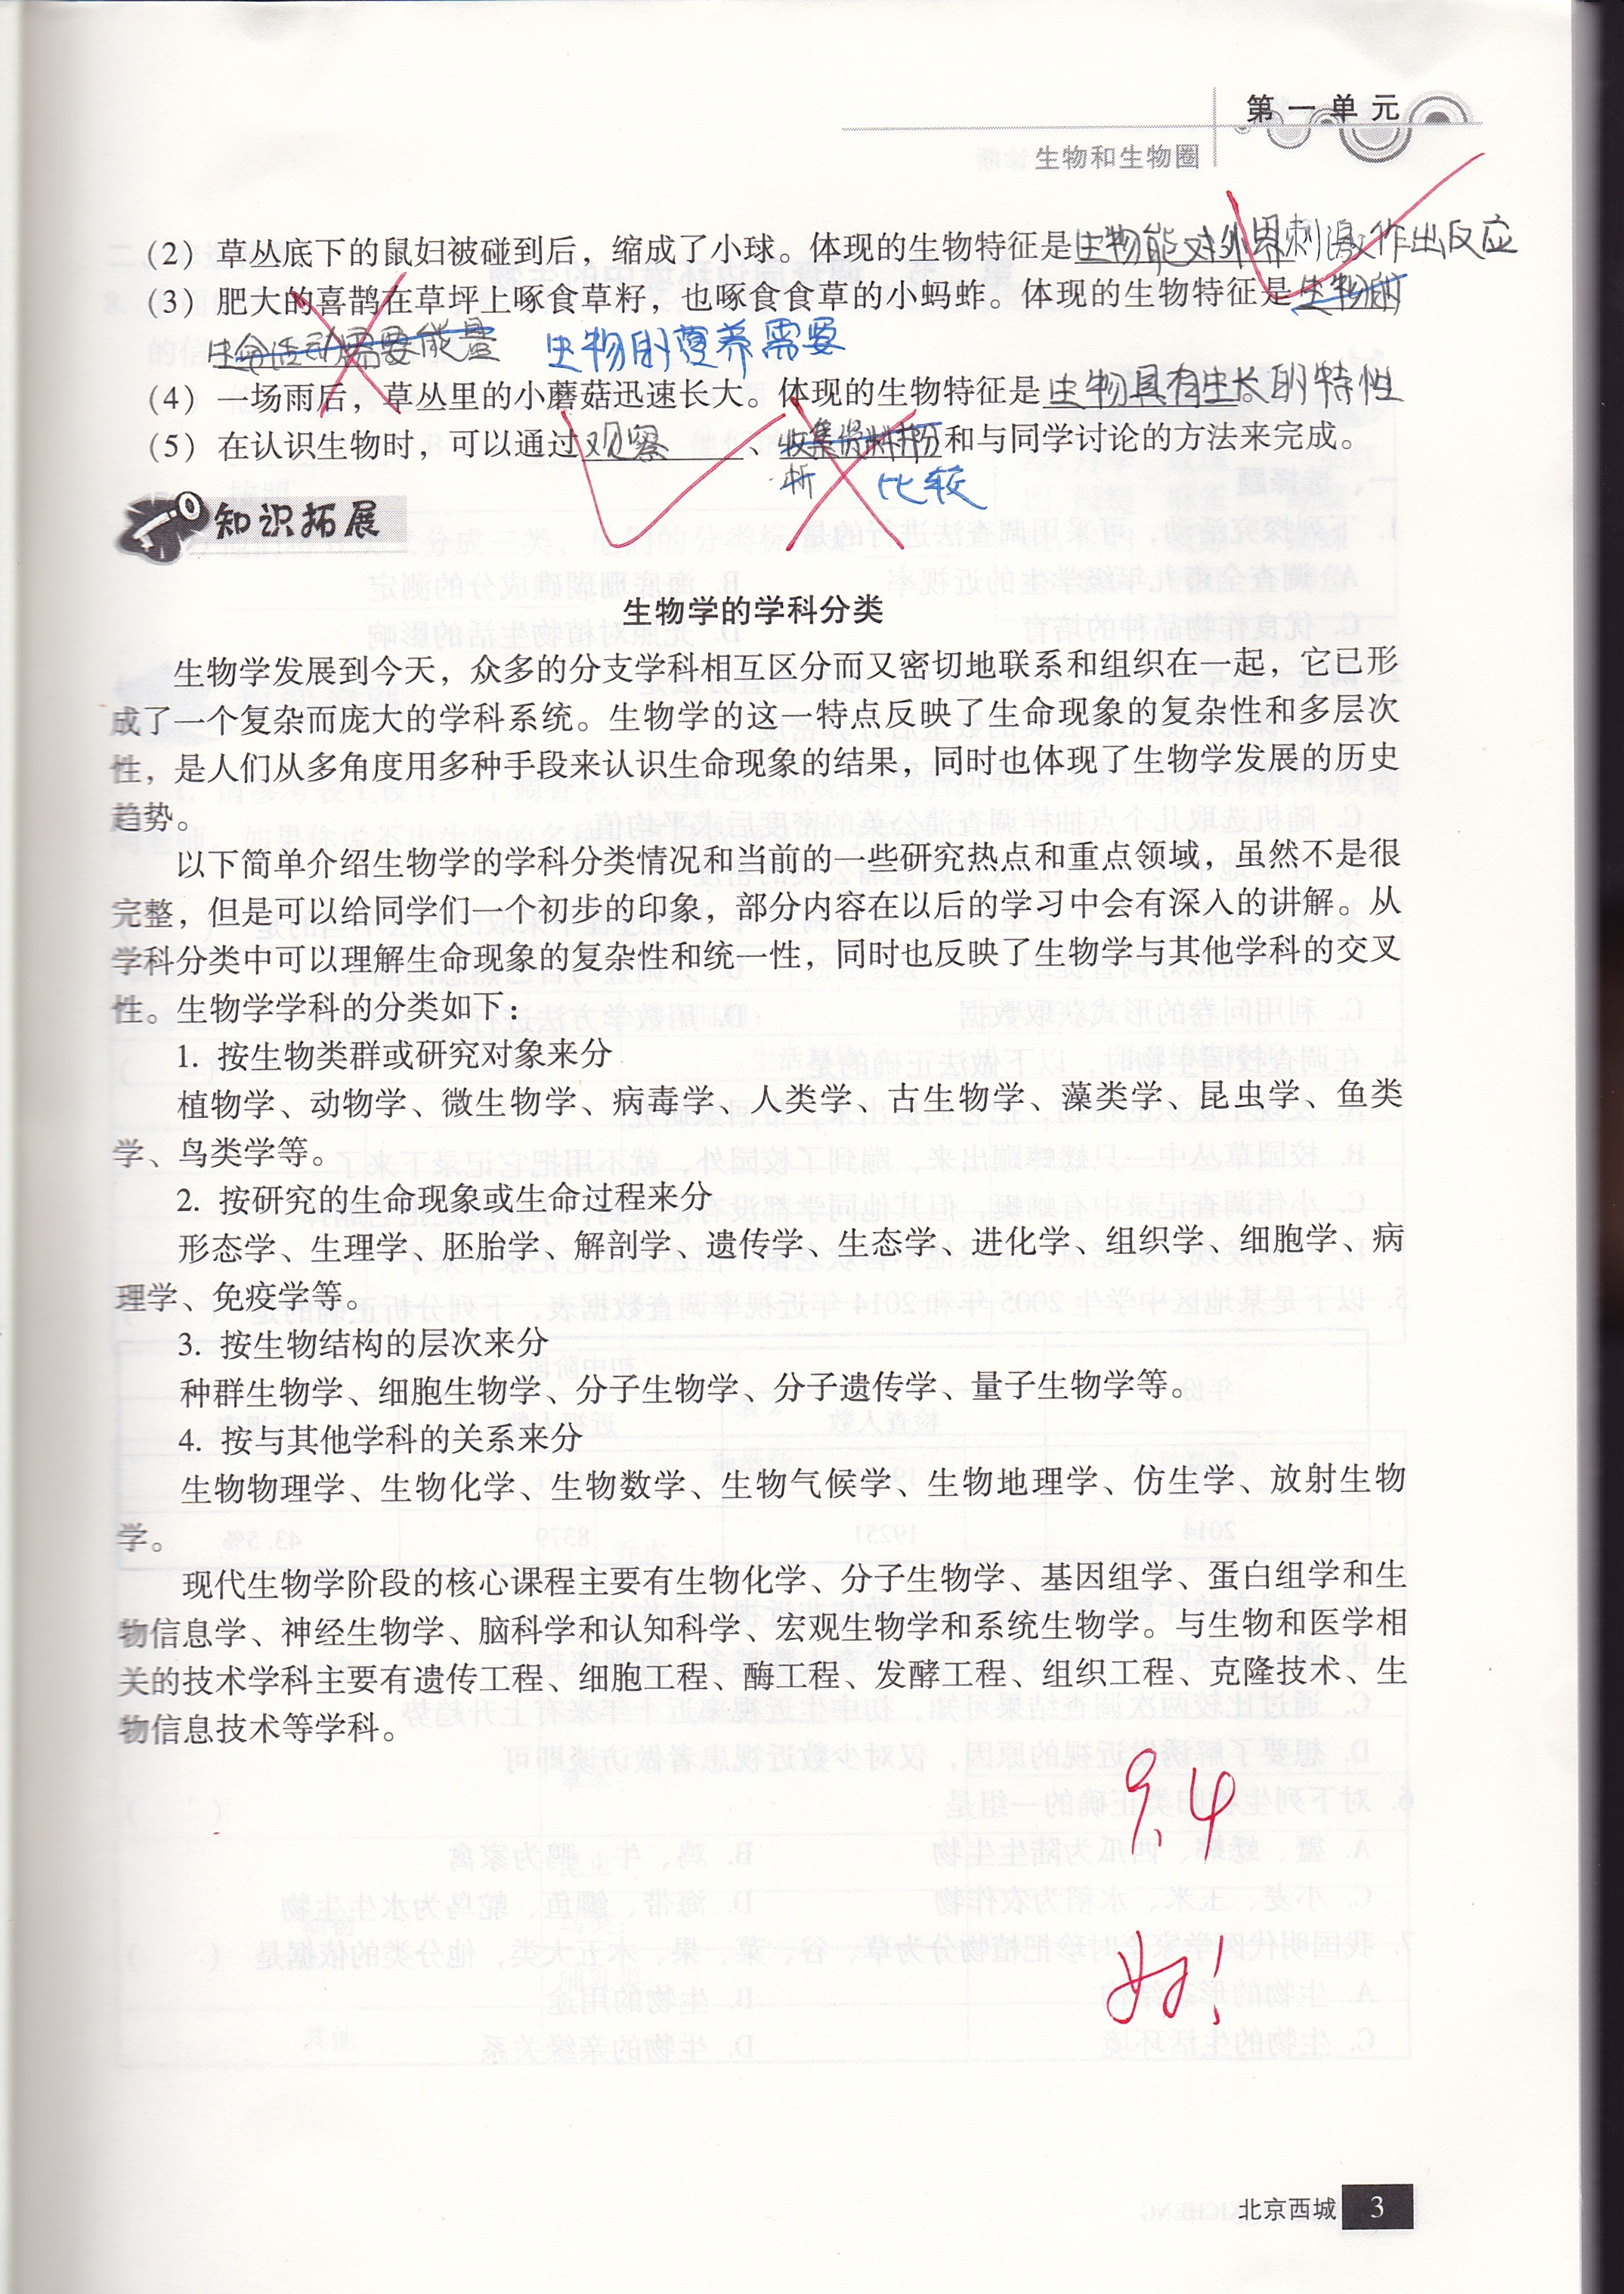 第一单元
生物和生物圈
(2) 草丛底下的鼠妇被碰到后，缩成了小球。体现的生物特征是生物能对外界刺激作出反应
(3) 肥大的喜鹊在草坪上啄食草籽，也啄食食草的小蚂蚱。体现的生物特征是生物的
生命活动需要能量 生物的营养需要
(4) 一场雨后，草丛里的小蘑菇迅速长大。体现的生物特征是生物具有生长的特性
(5) 在认识生物时，可以通过观察、收集资料物和与同学讨论的方法来完成。
析 比较
知识拓展
生物学的学科分类
生物学发展到今天，众多的分支学科相互区分而又密切地联系和组织在一起，它已形
成了一个复杂而庞大的学科系统。生物学的这一特点反映了生命现象的复杂性和多层次
性，是人们从多角度用多种手段来认识生命现象的结果，同时也体现了生物学发展的历史
趋势。
以下简单介绍生物学的学科分类情况和当前的一些研究热点和重点领域，虽然不是很
完整，但是可以给同学们一个初步的印象，部分内容在以后的学习中会有深入的讲解。从
学科分类中可以理解生命现象的复杂性和统一性，同时也反映了生物学与其他学科的交叉
性。生物学学科的分类如下：
1. 按生物类群或研究对象来分
植物学、动物学、微生物学、病毒学、人类学、古生物学、藻类学、昆虫学、鱼类
学、鸟类学等。
2. 按研究的生命现象或生命过程来分
形态学、生理学、胚胎学、解剖学、遗传学、生态学、进化学、组织学、细胞学、病
理学、免疫学等。
3. 按生物结构的层次来分
种群生物学、细胞生物学、分子生物学、分子遗传学、量子生物学等。
4. 按与其他学科的关系来分
生物物理学、生物化学、生物数学、生物气候学、生物地理学、仿生学、放射生物
学。
现代生物学阶段的核心课程主要有生物化学、分子生物学、基因组学、蛋白组学和生
物信息学、神经生物学、脑科学和认知科学、宏观生物学和系统生物学。与生物和医学相
关的技术学科主要有遗传工程、细胞工程、酶工程、发酵工程、组织工程、克隆技术、生
物信息技术等学科。
9.4
好!
北京西城 3